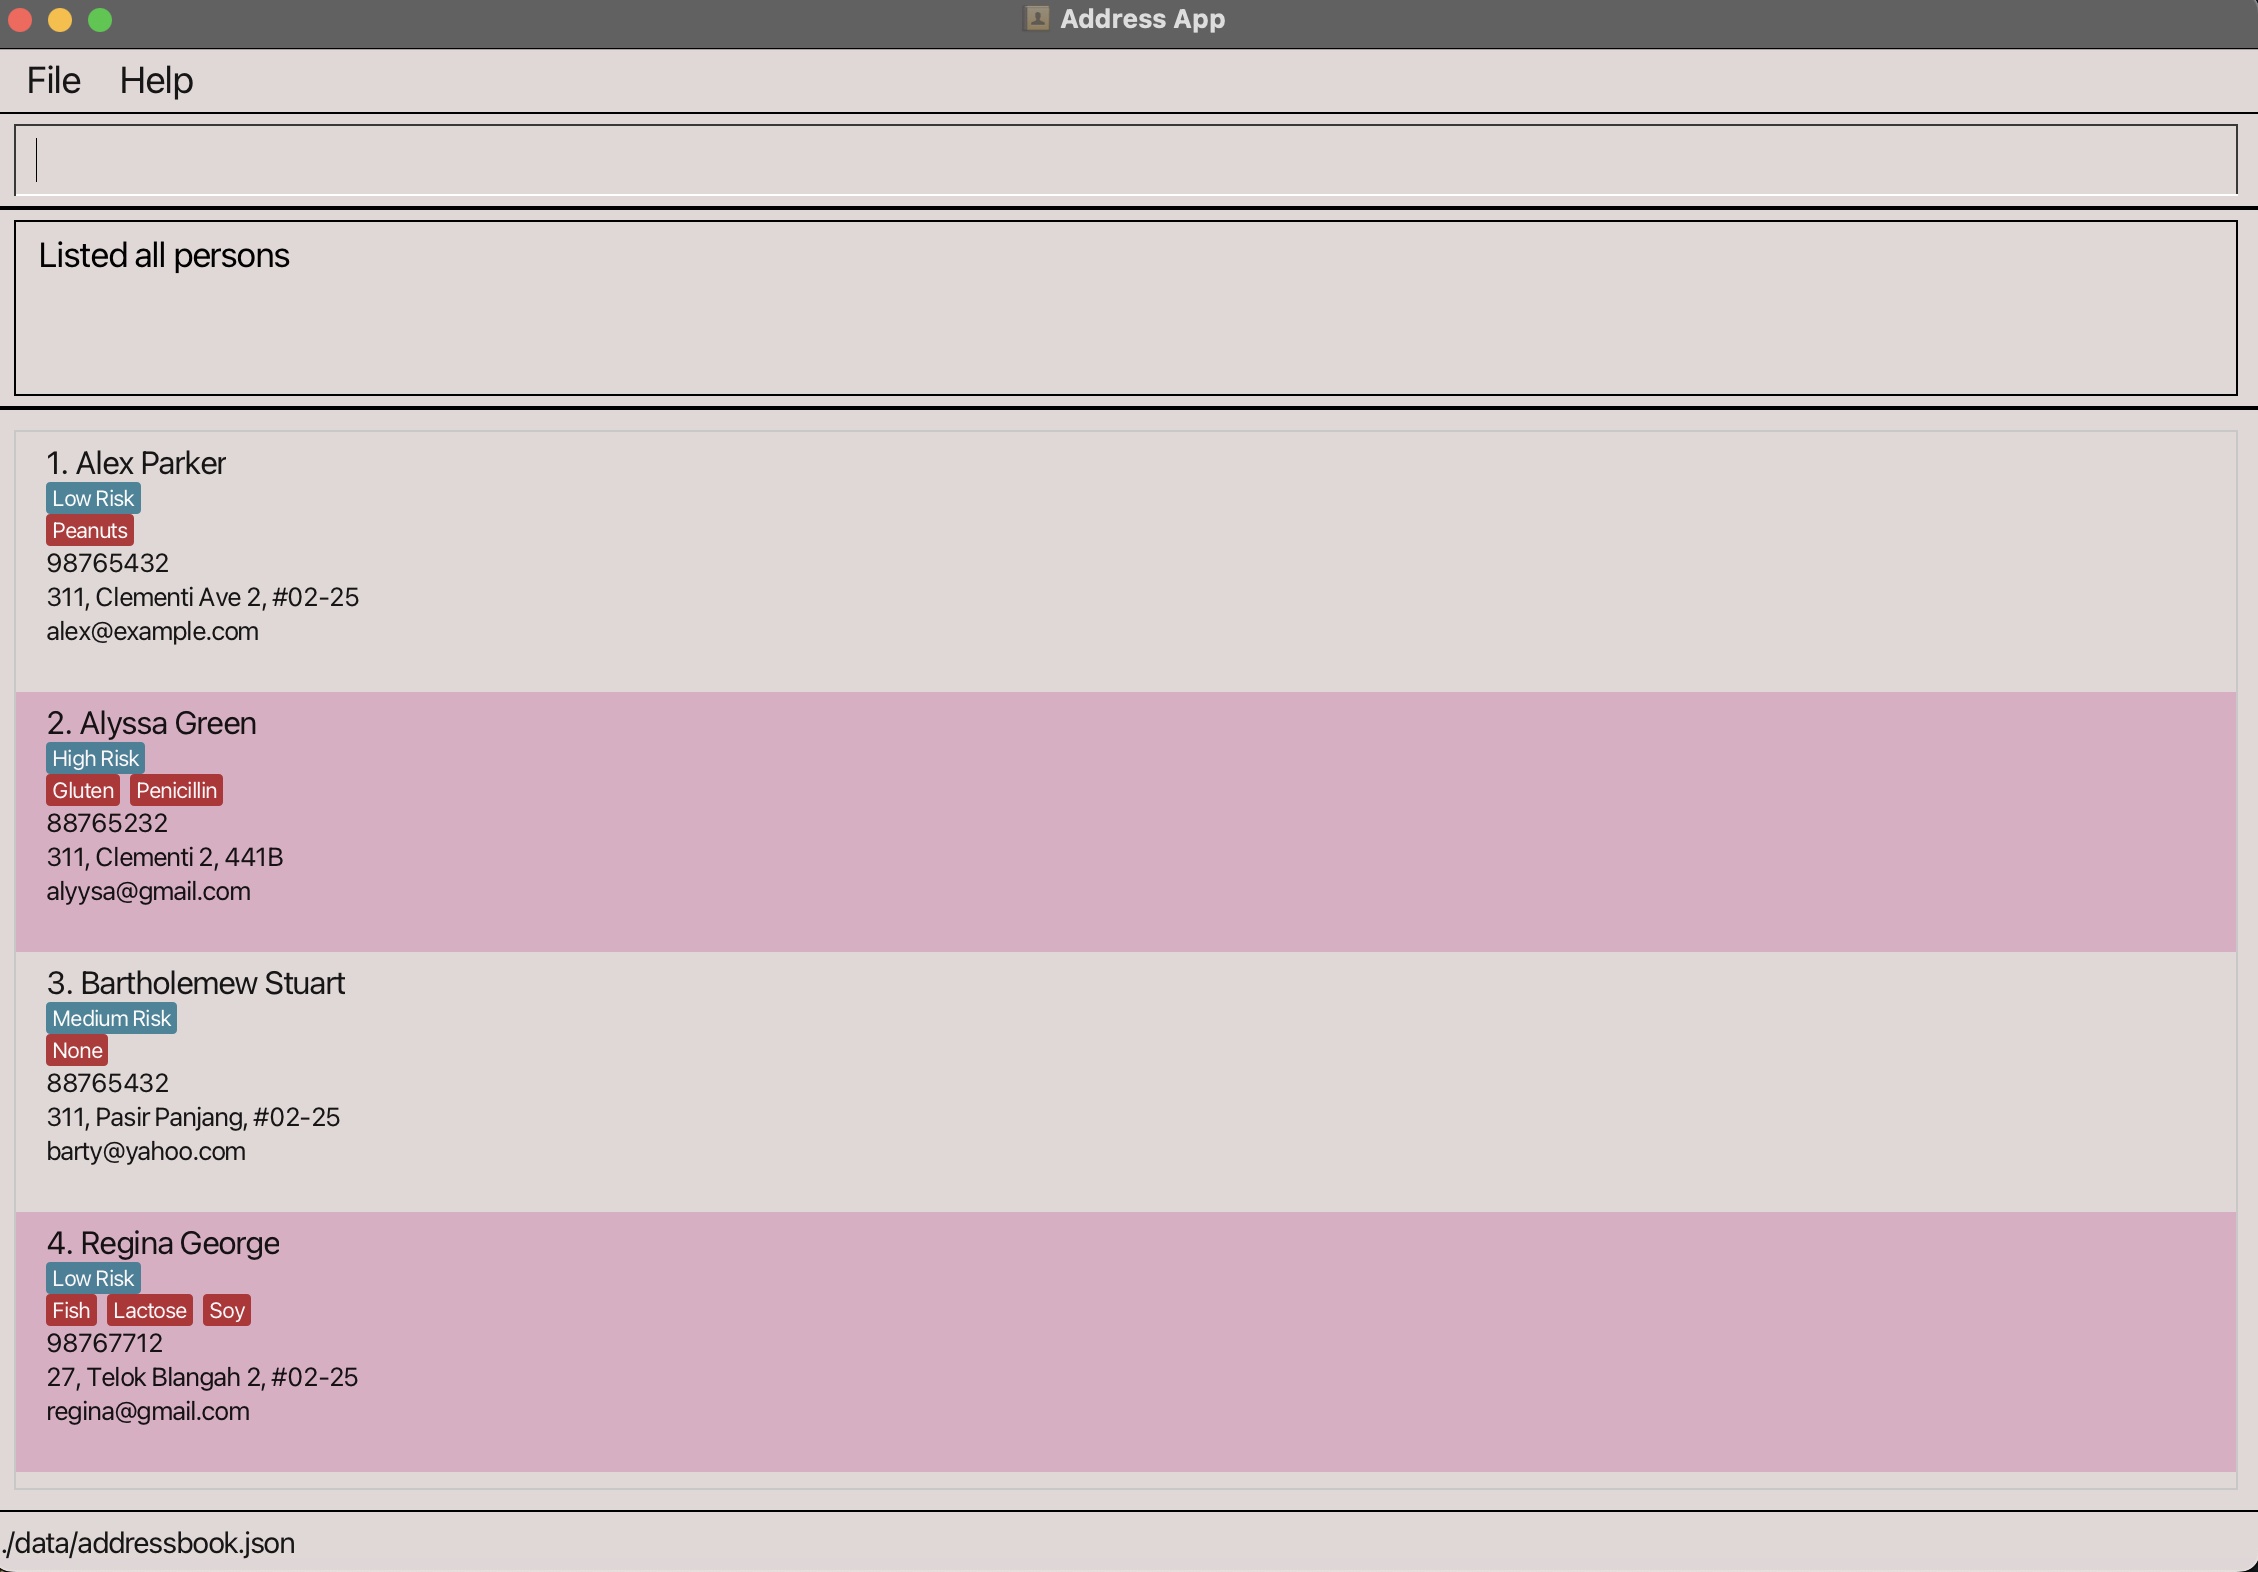 Address App
File Help
Listed all persons
1. Alex Parker
Low Risk
Peanuts
98765432
311, Clementi Ave 2, #02-25
alex@example.com
2. Alyssa Green
High Risk
Gluten Penicillin
88765232
311, Clementi 2, 441B
alyysa@gmail.com
3. Bartholemew Stuart
Medium Risk
None
88765432
311, Pasir Panjang, #02-25
barty@yahoo.com
4. Regina George
Low Risk
Fish Lactose Soy
98767712
27, Telok Blangah 2, #02-25
regina@gmail.com
./data/addressbook.json